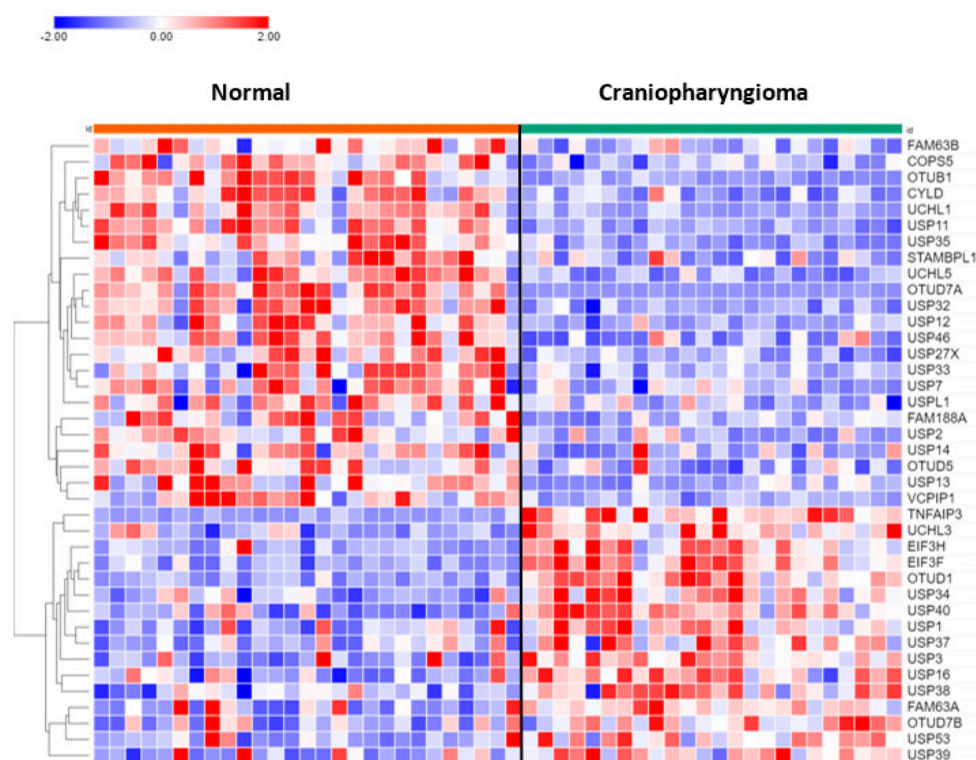 -2.00 0.00 2.00
Normal Craniopharyngioma
id id
FAM63B
COPS5
OTUB1
CYLD
UCHL1
USP11
USP35
STAMBPL1
UCHL5
OTUD7A
USP32
USP12
USP46
USP27X
USP33
USP7
USPL1
FAM188A
USP2
USP14
OTUD5
USP13
VCPIP1
TNFAIP3
UCHL3
EIF3H
EIF3F
OTUD1
USP34
USP40
USP1
USP37
USP3
USP16
USP38
FAM63A
OTUD7B
USP53
USP39